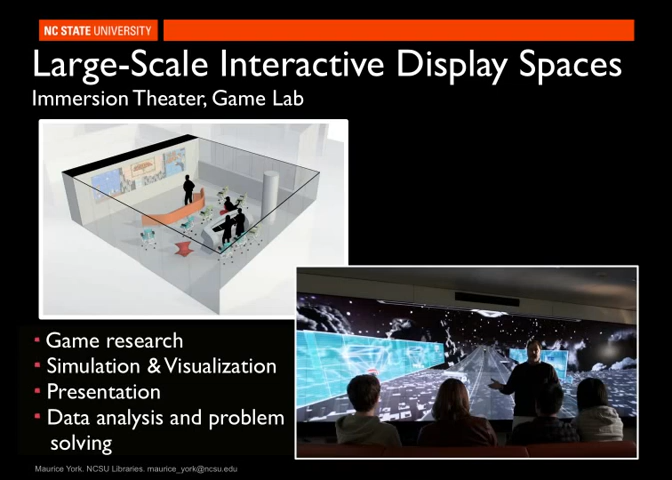 NC STATE UNIVERSITY
Large-Scale Interactive Display Spaces
Immersion Theater, Game Lab
Game research
Simulation & Visualization
Presentation
Data analysis and problem
solving
Maurice York. NCSU Libraries. maurice_york@ncsu.edu